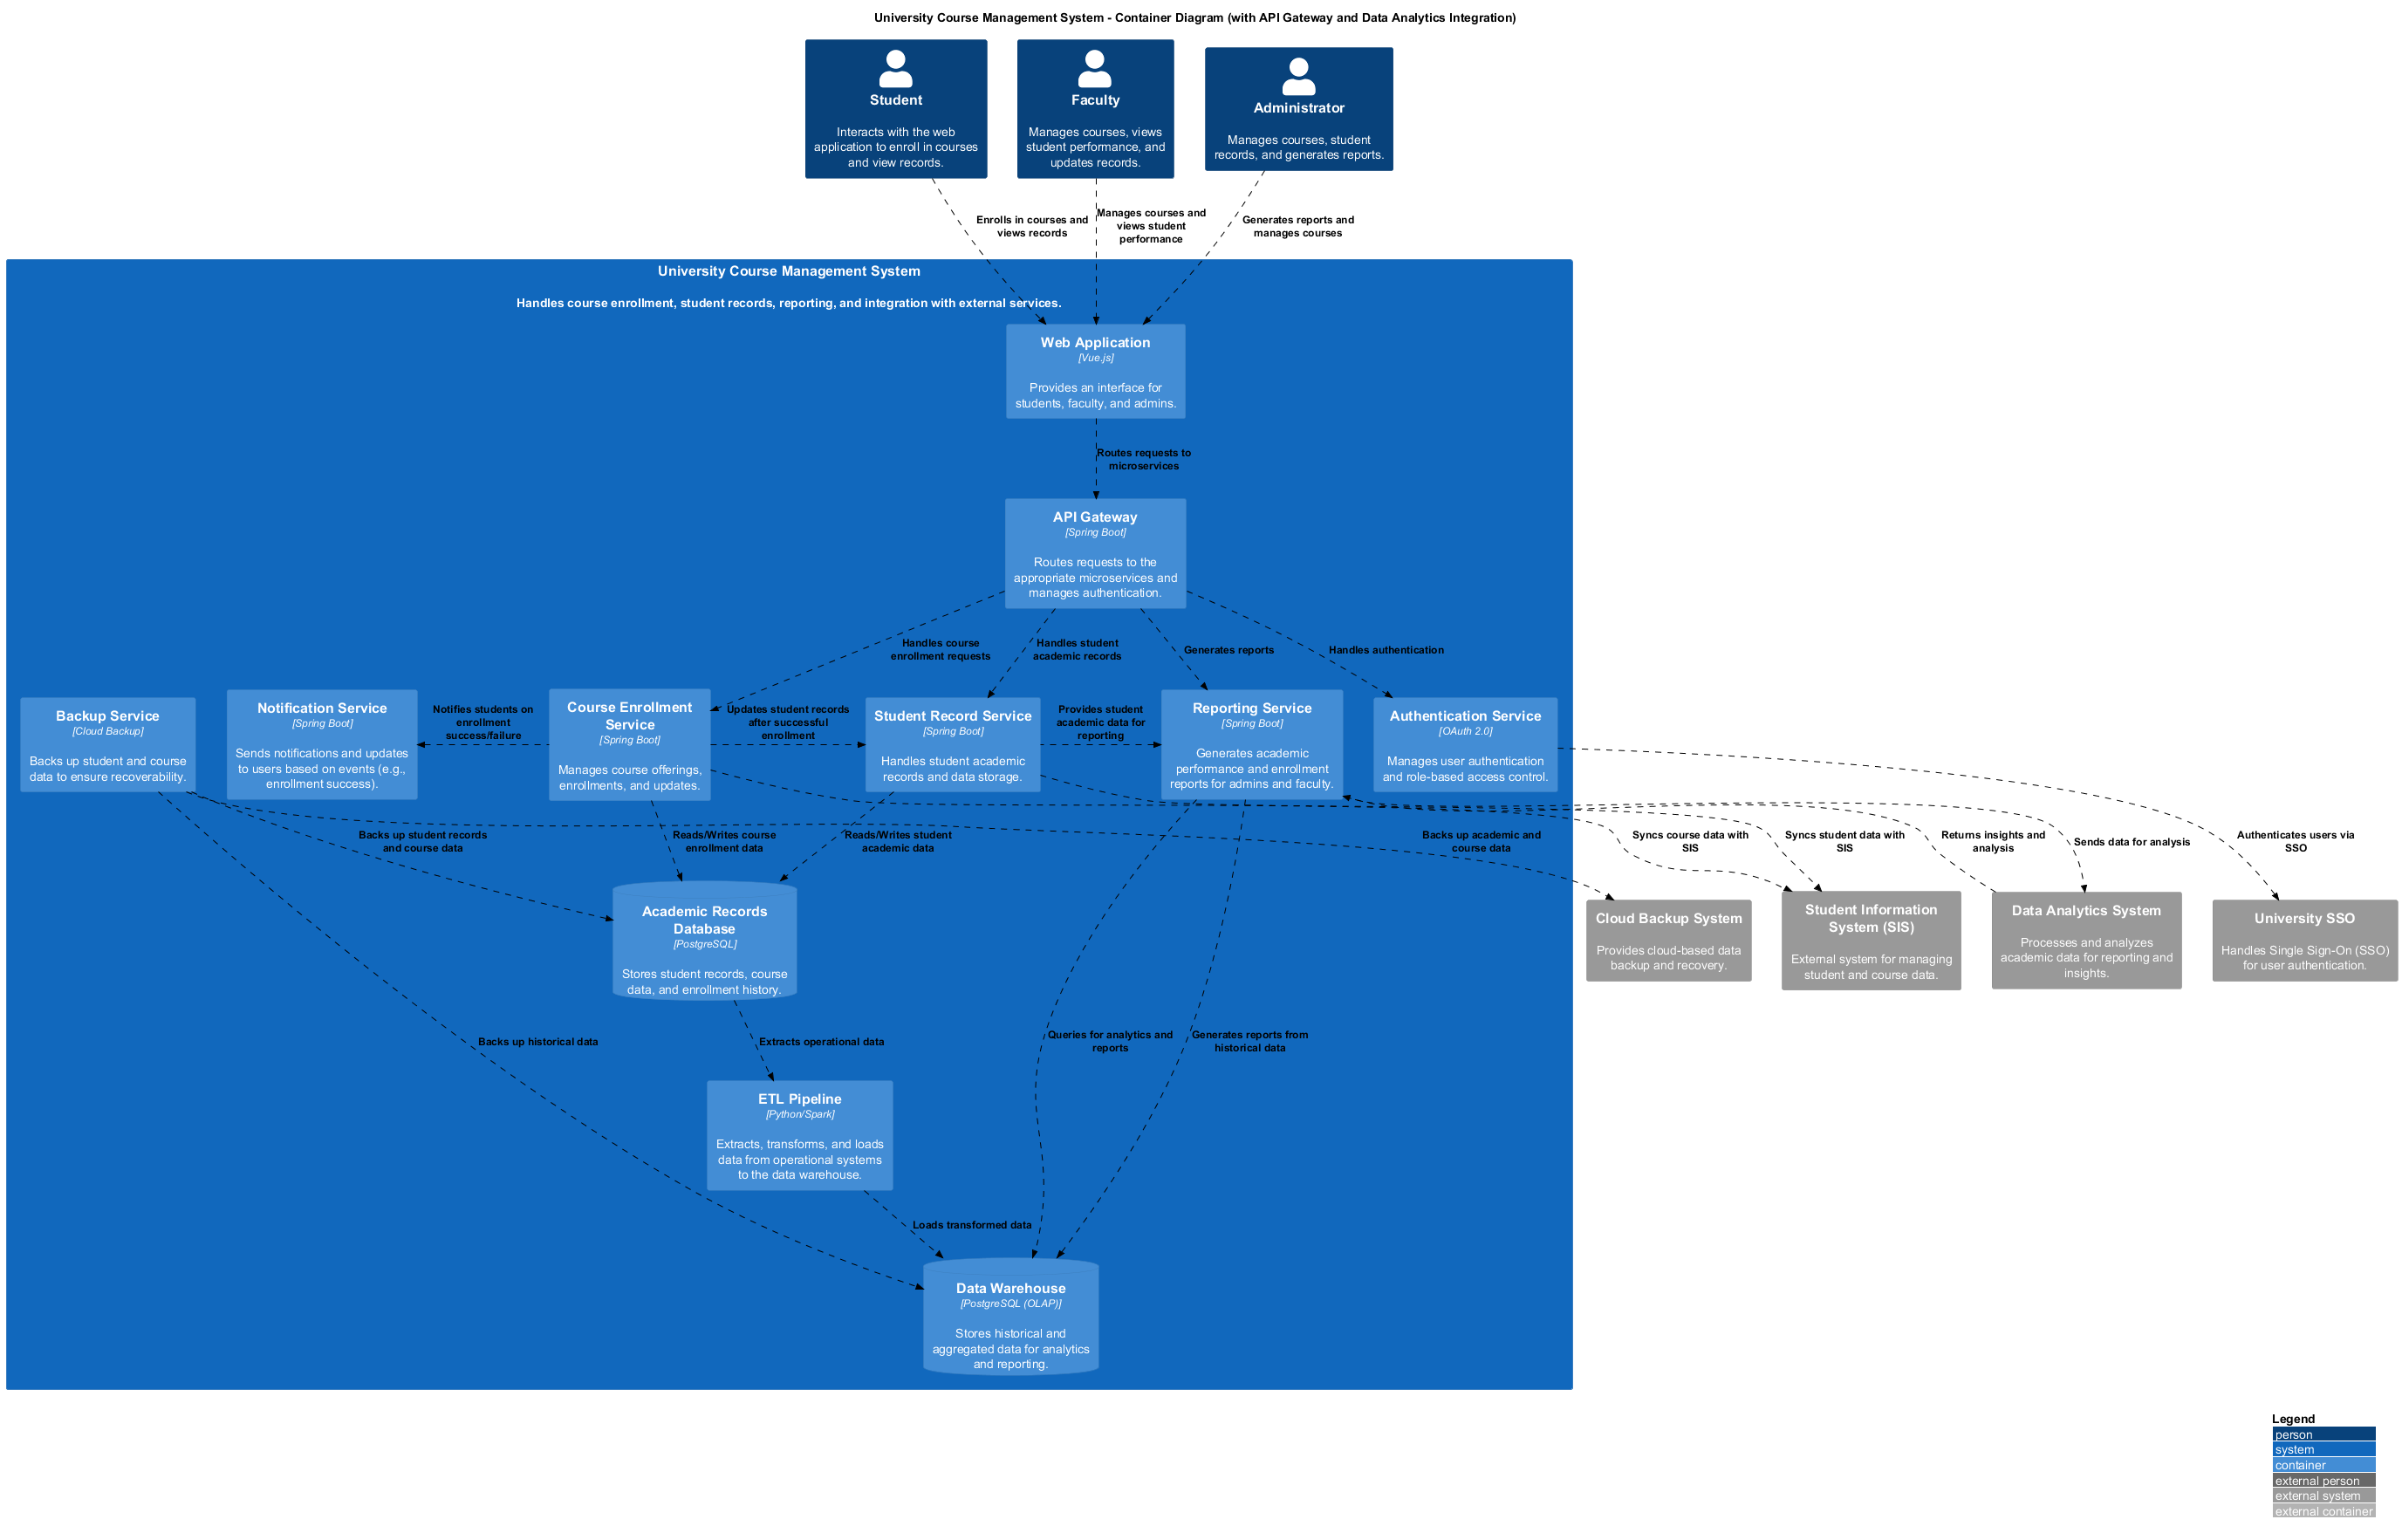 University Course Management System - Container Diagram (with API Gateway and Data Analytics Integration)
Student
Interacts with the web
application to enroll in courses
and view records.
Faculty
Manages courses, views
student performance, and
updates records.
Administrator
Manages courses, student
records, and generates reports.
Enrolls in courses and
views records
Manages courses and
views student
performance
Generates reports and
manages courses
University Course Management System
Handles course enrollment, student records, reporting, and integration with external services.
Web Application
[Vue.js]
Provides an interface for
students, faculty, and admins.
Routes requests to
microservices
API Gateway
[Spring Boot]
Routes requests to the
appropriate microservices and
manages authentication.
Handles course
enrollment requests
Handles student
academic records
Generates reports
Handles authentication
Backup Service
[Cloud Backup]
Backs up student and course
data to ensure recoverability.
Notification Service
[Spring Boot]
Sends notifications and updates
to users based on events (e.g.,
enrollment success).
Notifies students on
enrollment
success/failure
Course Enrollment
Service
[Spring Boot]
Manages course offerings,
enrollments, and updates.
Updates student records
after successful
enrollment
Student Record Service
[Spring Boot]
Handles student academic
records and data storage.
Provides student
academic data for
reporting
Reporting Service
[Spring Boot]
Generates academic
performance and enrollment
reports for admins and faculty.
Authentication Service
[OAuth 2.0]
Manages user authentication
and role-based access control.
Backs up student records
and course data
Reads/Writes course
enrollment data
Reads/Writes student
academic data
Backs up academic and
course data
Syncs course data with
SIS
Syncs student data with
SIS
Returns insights and
analysis
Sends data for analysis
Authenticates users via
SSO
Academic Records
Database
[PostgreSQL]
Stores student records, course
data, and enrollment history.
Cloud Backup System
Provides cloud-based data
backup and recovery.
Student Information
System (SIS)
External system for managing
student and course data.
Data Analytics System
Processes and analyzes
academic data for reporting and
insights.
University SSO
Handles Single Sign-On (SSO)
for user authentication.
Backs up historical data
Extracts operational data
Queries for analytics and
reports
Generates reports from
historical data
ETL Pipeline
[Python/Spark]
Extracts, transforms, and loads
data from operational systems
to the data warehouse.
Loads transformed data
Data Warehouse
[PostgreSQL (OLAP)]
Stores historical and
aggregated data for analytics
and reporting.
Legend
person
system
container
external person
external system
external container